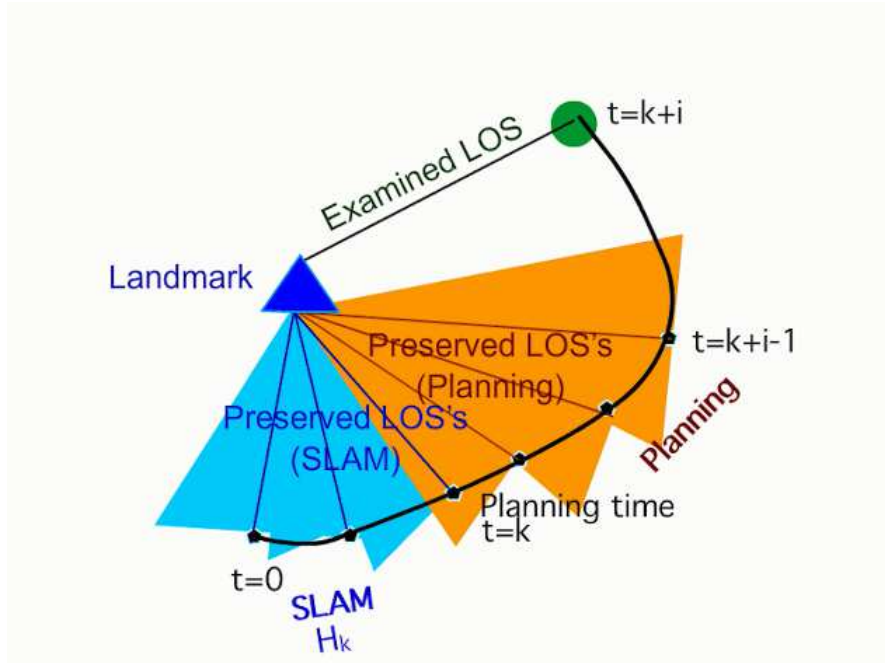 t=k+i
Examined LOS
Landmark
Preserved LOS's
(Planning)
t=k+i-1
Preserved LOS's
(SLAM)
Planning
Planning time
t=k
t=0
SLAM
Hk